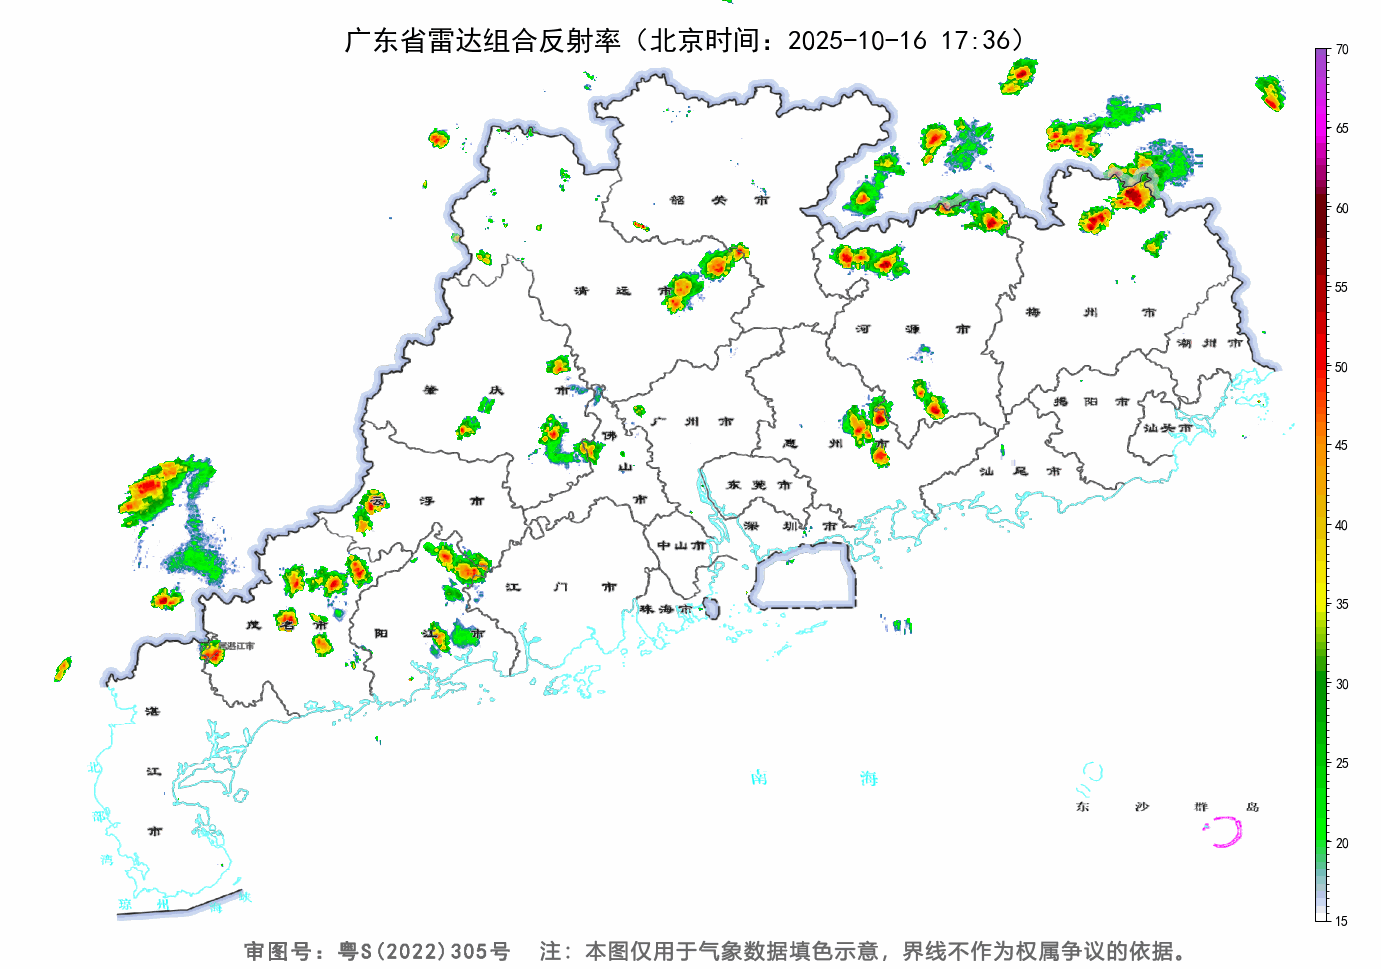 广东省雷达组合反射率（北京时间：2025-10-16 17:36）
70
65
60
55
50
45
40
35
30
25
20
15
韶关市
清远市
河源市
梅州市
潮州市
肇庆市
广州市
揭阳市
汕头市
佛山市
惠州市
汕尾市
云浮市
东莞市
深圳市
中山市
江门市
珠海市
茂名市
阳江市
湛江市
湛江市
北部湾
南海
东沙群岛
琼州海峡
审图号：粤S(2022)305号 注：本图仅用于气象数据填色示意，界线不作为权属争议的依据。